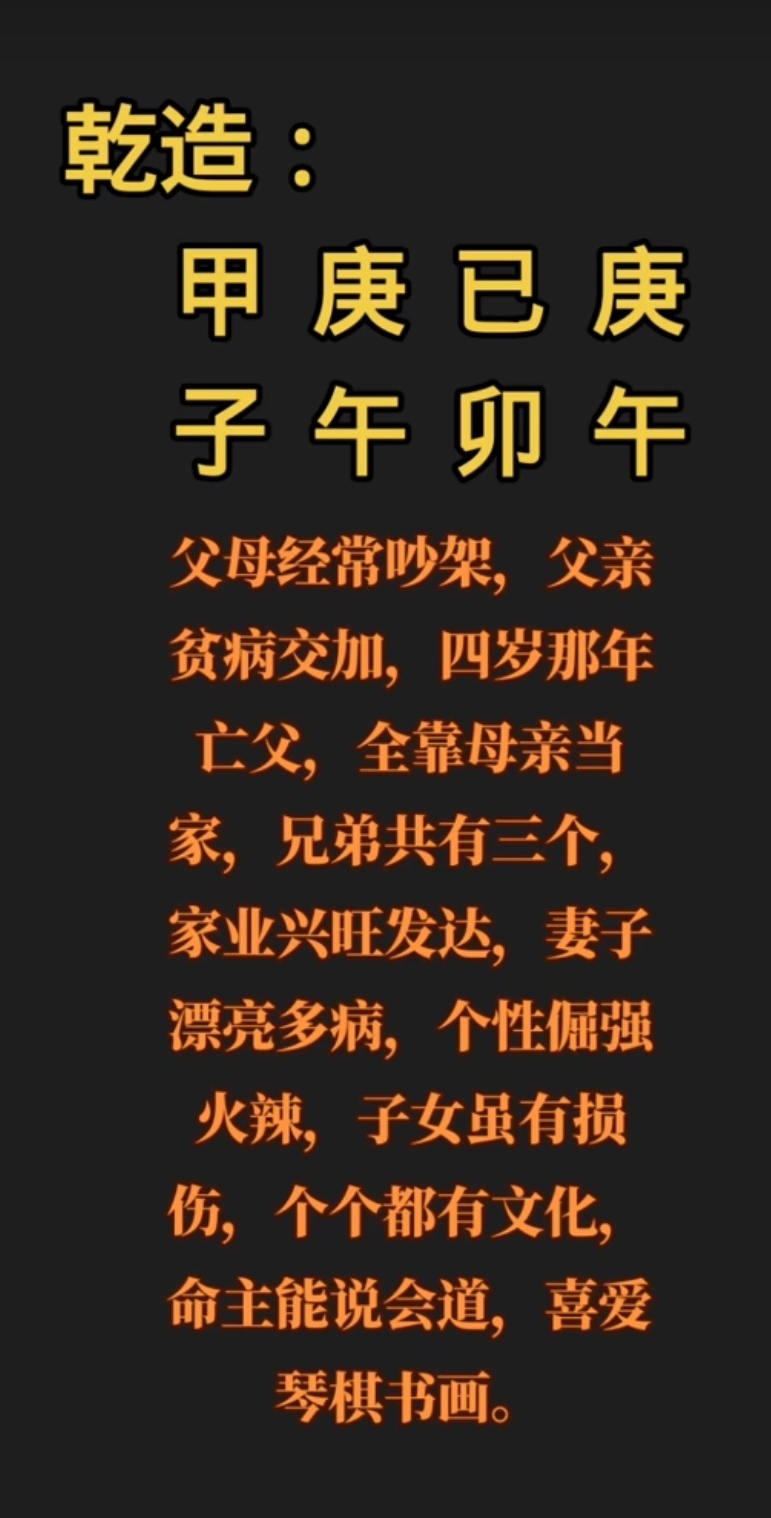 乾造：
甲 庚 已 庚
子 午 卯 午
父母经常吵架，父亲
贫病交加，四岁那年
亡父，全靠母亲当
家，兄弟共有三个，
家业兴旺发达，妻子
漂亮多病，个性倔强
火辣，子女虽有损
伤，个个都有文化，
命主能说会道，喜爱
琴棋书画。